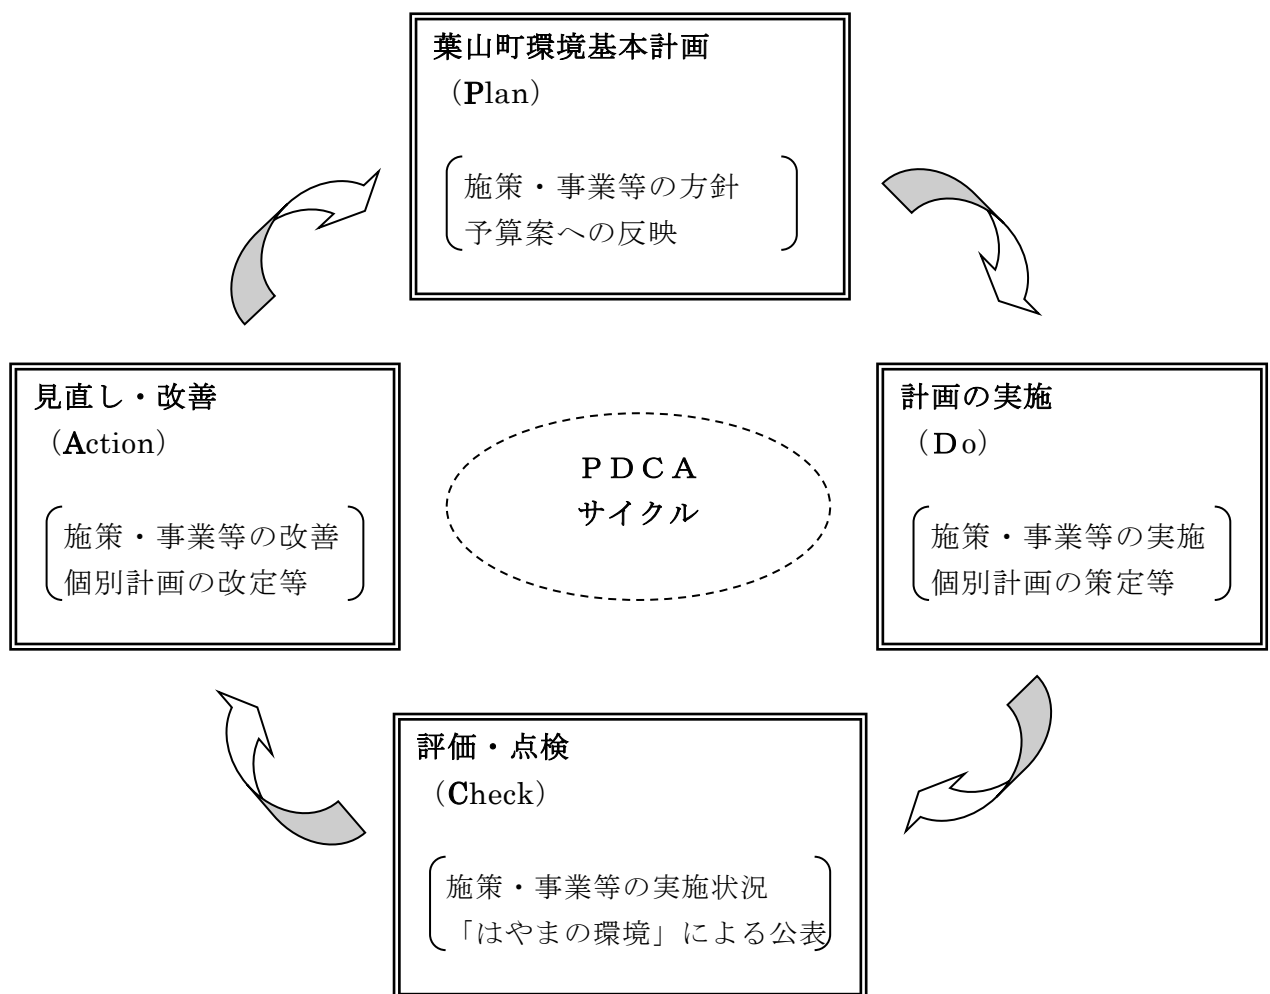 葉山町環境基本計画
（Plan）
施策・事業等の方針
予算案への反映
見直し・改善
（Action）
施策・事業等の改善
個別計画の改定等
ＰＤＣＡ
サイクル
計画の実施
（Ｄo）
施策・事業等の実施
個別計画の策定等
評価・点検
（Check）
施策・事業等の実施状況
「はやまの環境」による公表